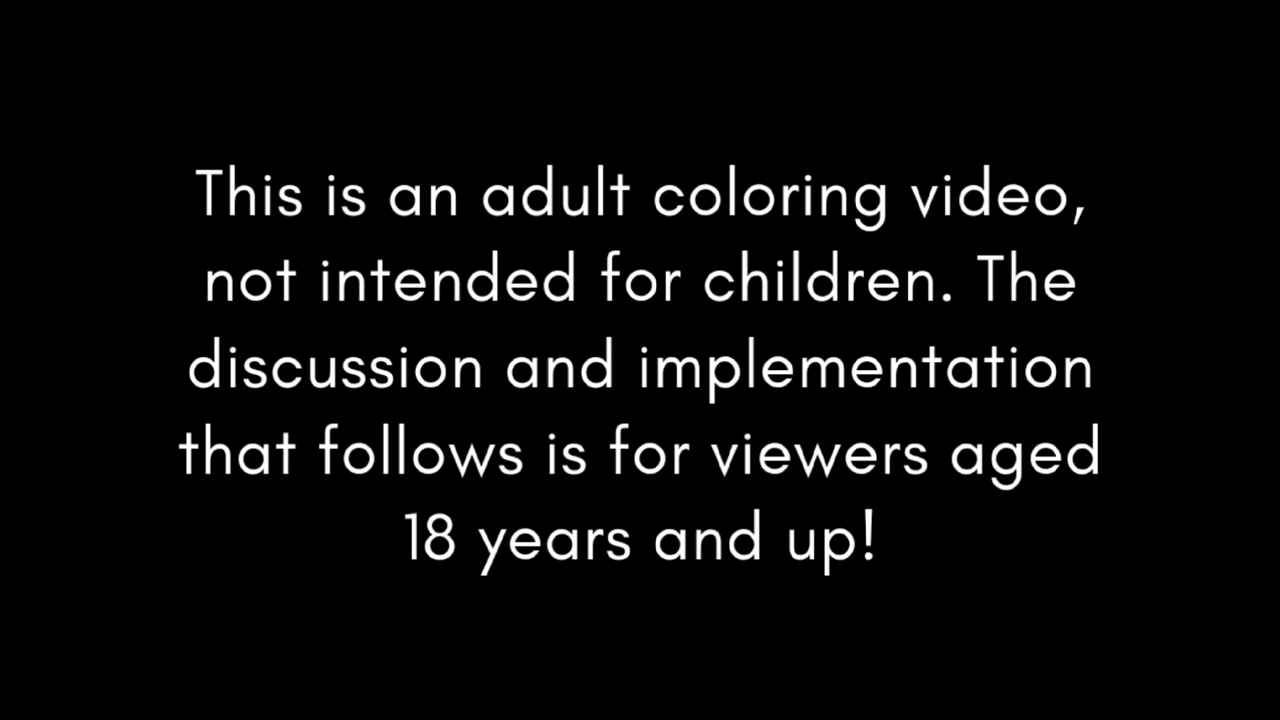 This is an adult coloring video,
not intended for children. The
discussion and implementation
that follows is for viewers aged
18 years and up!